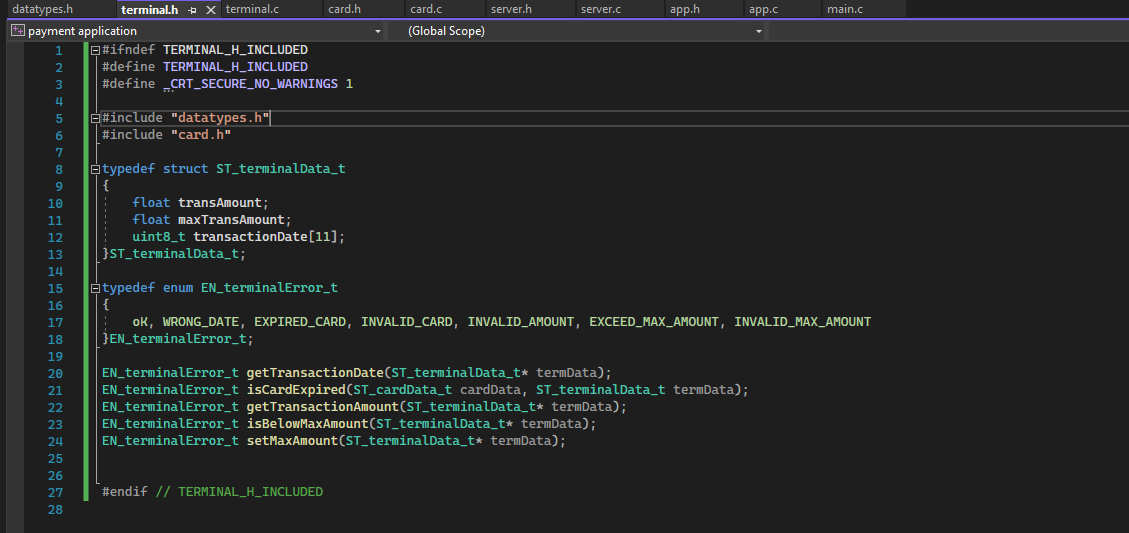 datatypes.h terminal.h terminal.c card.h card.c server.h server.c app.h app.c main.c
payment application (Global Scope)
1 #ifndef TERMINAL_H_INCLUDED
2 #define TERMINAL_H_INCLUDED
3 #define _CRT_SECURE_NO_WARNINGS 1
4
5 #include "datatypes.h"
6 #include "card.h"
7
8 typedef struct ST_terminalData_t
9 {
10 float transAmount;
11 float maxTransAmount;
12 uint8_t transactionDate[11];
13 }ST_terminalData_t;
14
15 typedef enum EN_terminalError_t
16 {
17 oK, WRONG_DATE, EXPIRED_CARD, INVALID_CARD, INVALID_AMOUNT, EXCEED_MAX_AMOUNT, INVALID_MAX_AMOUNT
18 }EN_terminalError_t;
19
20 EN_terminalError_t getTransactionDate(ST_terminalData_t* termData);
21 EN_terminalError_t isCardExpired(ST_cardData_t cardData, ST_terminalData_t termData);
22 EN_terminalError_t getTransactionAmount(ST_terminalData_t* termData);
23 EN_terminalError_t isBelowMaxAmount(ST_terminalData_t* termData);
24 EN_terminalError_t setMaxAmount(ST_terminalData_t* termData);
25
26
27 #endif // TERMINAL_H_INCLUDED
28